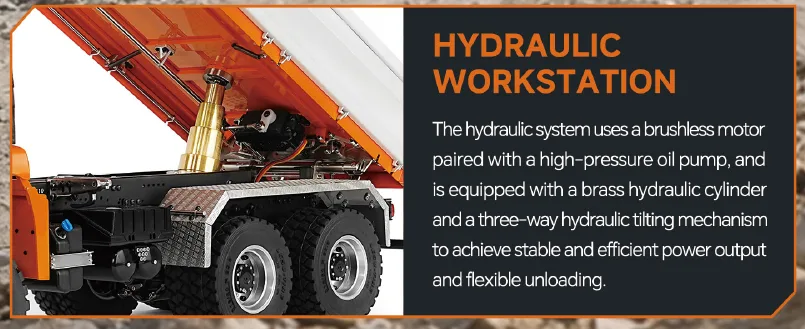 HYDRAULIC
WORKSTATION
The hydraulic system uses a brushless motor
paired with a high-pressure oil pump, and
is equipped with a brass hydraulic cylinder
and a three-way hydraulic tilting mechanism
to achieve stable and efficient power output
and flexible unloading.